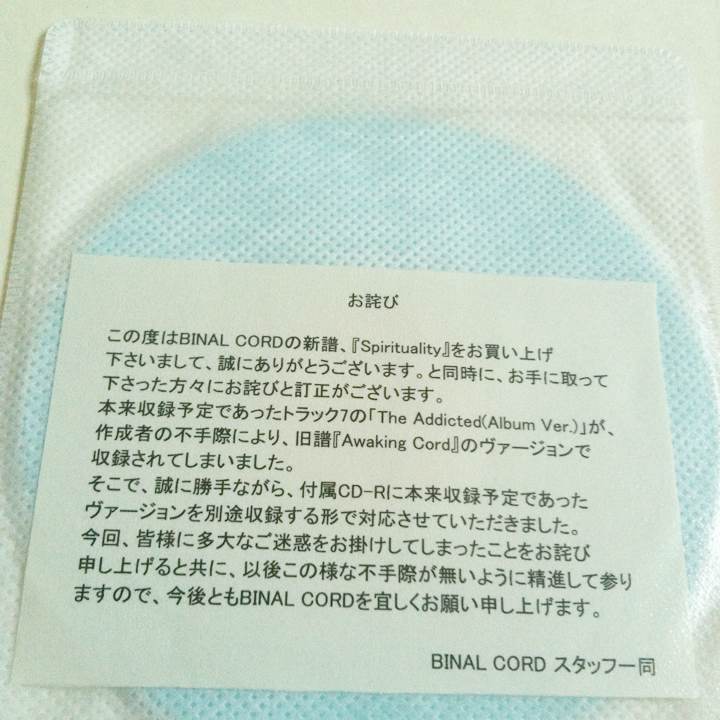 お詫び
この度はBINAL CORDの新譜、『Spirituality』をお買い上げ
下さいまして、誠にありがとうございます。と同時に、お手に取って
下さった方々にお詫びと訂正がございます。
本来収録予定であったトラック7の「The Addicted(Album Ver.)」が、
作成者の不手際により、旧譜『Awaking Cord』のヴァージョンで
収録されてしまいました。
そこで、誠に勝手ながら、付属CD-Rに本来収録予定であった
ヴァージョンを別途収録する形で対応させていただきました。
今回、皆様に多大なご迷惑をお掛けしてしまったことをお詫び
申し上げると共に、以後この様な不手際が無いように精進して参り
ますので、今後ともBINAL CORDを宜しくお願い申し上げます。
BINAL CORD スタッフ一同